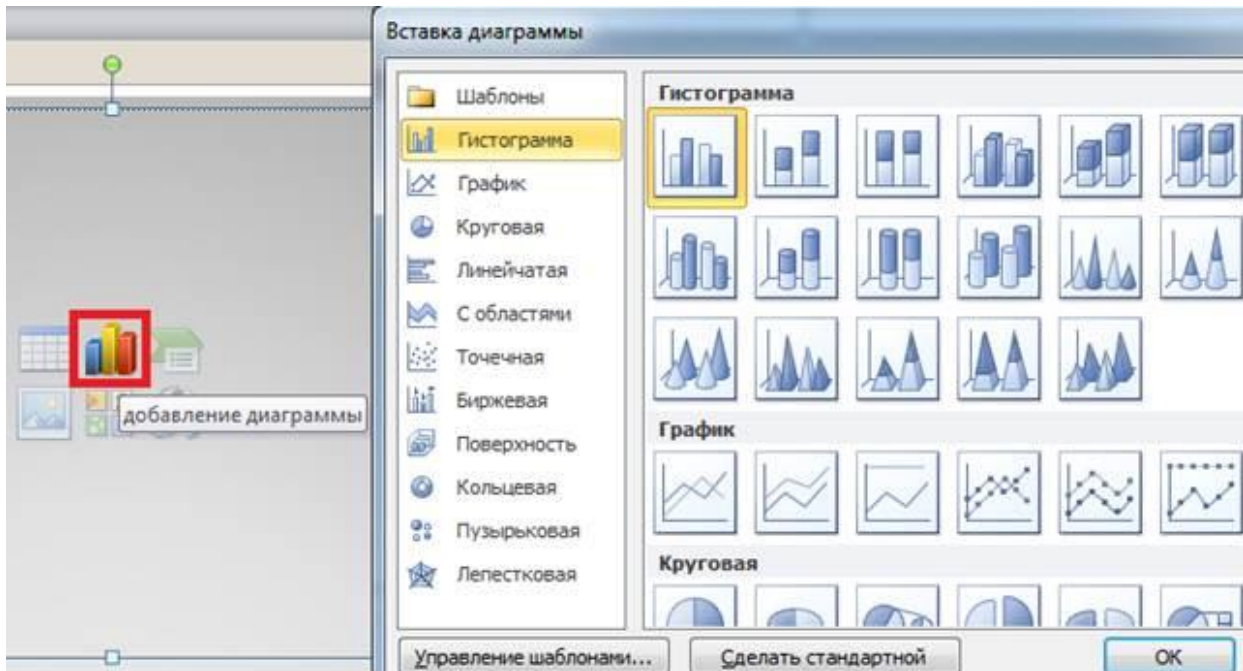 Вставка диаграммы
Шаблоны
Гистограмма
График
Круговая
Линейчатая
С областями
Точечная
Биржевая
Поверхность
Кольцевая
Пузырьковая
Лепестковая
Гистограмма
График
Круговая
добавление диаграммы
Управление шаблонами...
Сделать стандартной
ОК